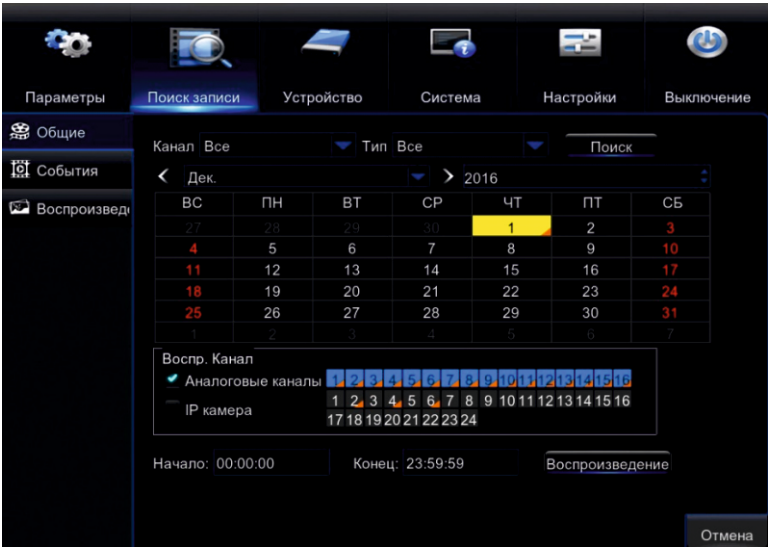 Параметры Поиск записи Устройство Система Настройки Выключение
Общие
События
Воспроизведе
Канал Все Тип Все Поиск
Дек. 2016
ВС ПН ВТ СР ЧТ ПТ СБ
27 28 29 30 1 2 3
4 5 6 7 8 9 10
11 12 13 14 15 16 17
18 19 20 21 22 23 24
25 26 27 28 29 30 31
1 2 3 4 5 6 7
Воспр. Канал
Аналоговые каналы 1 2 3 4 5 6 7 8 9 10 11 12 13 14 15 16
IP камера 1 2 3 4 5 6 7 8 9 10 11 12 13 14 15 16
17 18 19 20 21 22 23 24
Начало: 00:00:00 Конец: 23:59:59 Воспроизведение
Отмена